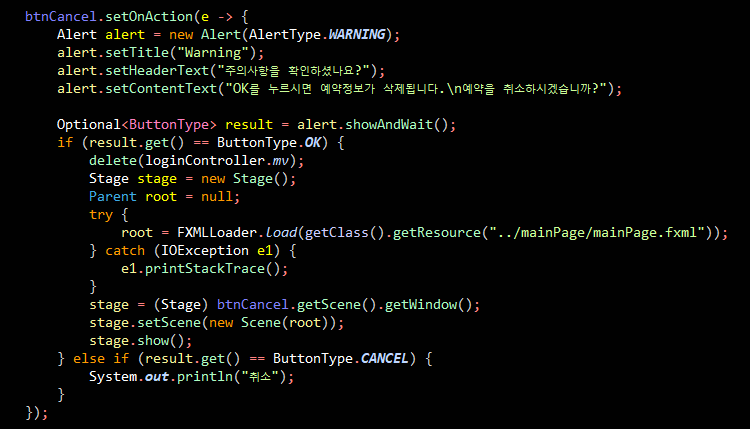 btnCancel.setOnAction(e -> {
    Alert alert = new Alert(AlertType.WARNING);
    alert.setTitle("Warning");
    alert.setHeaderText("주의사항을 확인하셨나요?");
    alert.setContentText("OK를 누르시면 예약정보가 삭제됩니다.\n예약을 취소하시겠습니까?");

    Optional<ButtonType> result = alert.showAndWait();
    if (result.get() == ButtonType.OK) {
        delete(loginController.mv);
        Stage stage = new Stage();
        Parent root = null;
        try {
            root = FXMLLoader.load(getClass().getResource("../mainPage/mainPage.fxml"));
        } catch (IOException e1) {
            e1.printStackTrace();
        }
        stage = (Stage) btnCancel.getScene().getWindow();
        stage.setScene(new Scene(root));
        stage.show();
    } else if (result.get() == ButtonType.CANCEL) {
        System.out.println("취소");
    }
});